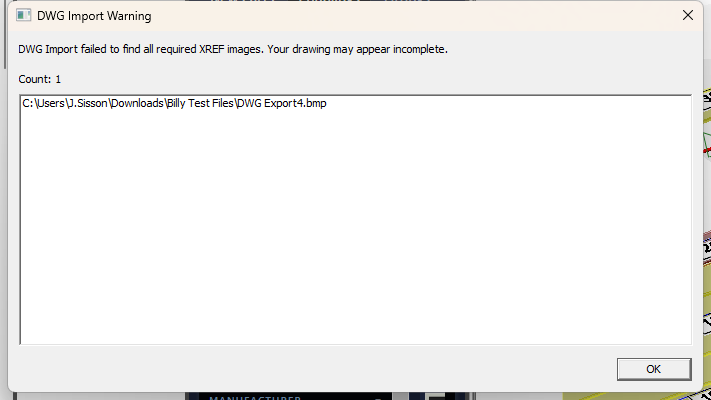 DWG Import Warning
DWG Import failed to find all required XREF images. Your drawing may appear incomplete.
Count: 1
C:\Users\J.Sisson\Downloads\Billy Test Files\DWG Export4.bmp
OK
MANUFACTURER